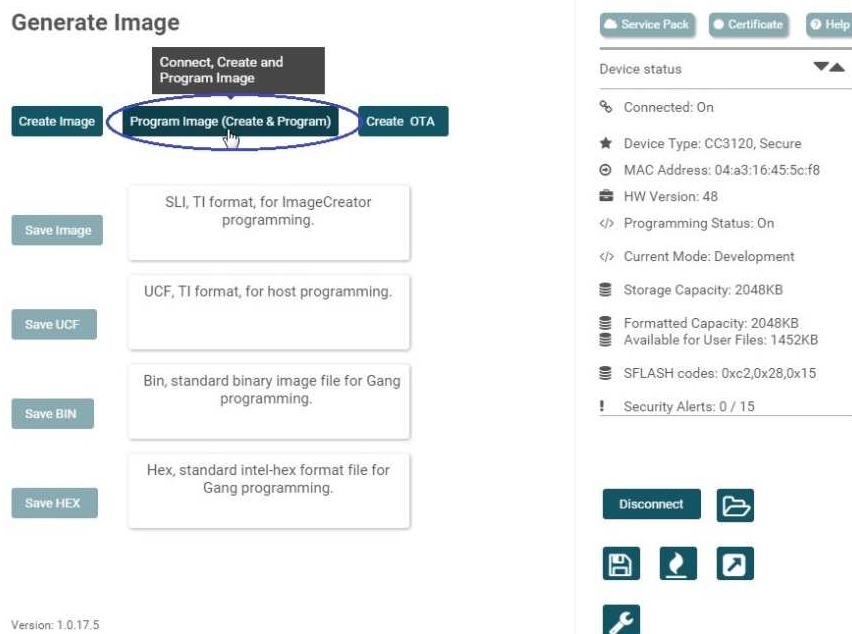 Generate Image
Connect, Create and
Program Image
Create Image
Program Image (Create & Program)
Create OTA
Save Image
SLI, TI format, for ImageCreator
programming.
Save UCF
UCF, TI format, for host programming.
Save BIN
Bin, standard binary image file for Gang
programming.
Save HEX
Hex, standard intel-hex format file for
Gang programming.
Version: 1.0.17.5
Service Pack
Certificate
Help
Device status
Connected: On
Device Type: CC3120, Secure
MAC Address: 04:a3:16:45:5c:f8
HW Version: 48
Programming Status: On
Current Mode: Development
Storage Capacity: 2048KB
Formatted Capacity: 2048KB
Available for User Files: 1452KB
SFLASH codes: 0xc2,0x28,0x15
Security Alerts: 0 / 15
Disconnect